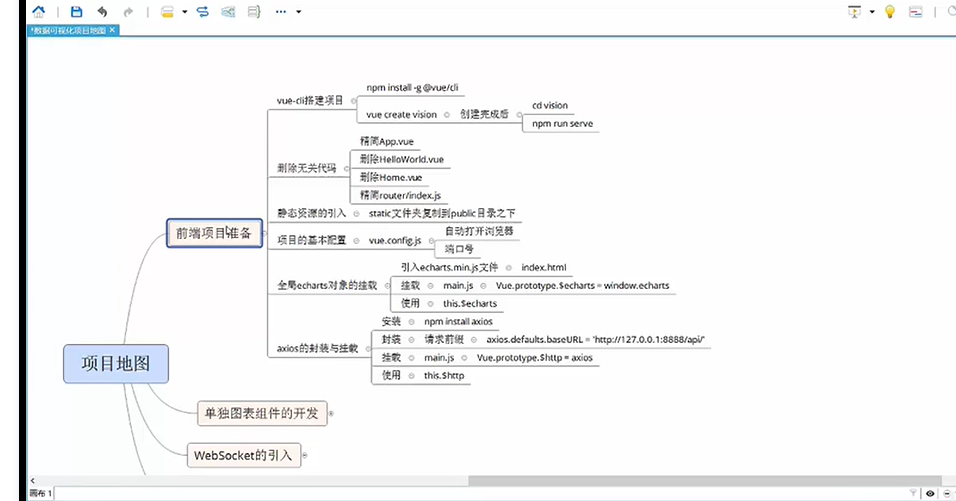 *数据可视化项目地图
npm install -g @vue/cli
vue-cli搭建项目
cd vision
vue create vision
创建完成后
npm run serve
精简App.vue
删除HelloWorld.vue
删除无关代码
删除Home.vue
精简router/index.js
静态资源的引入
static文件夹复制到public目录之下
前端项目准备
自动打开浏览器
项目的基本配置
vue.config.js
端口号
引入echarts.min.js文件
index.html
全局echarts对象的挂载
挂载
main.js
Vue.prototype.$echarts = window.echarts
使用
this.$echarts
安装
npm install axios
封装
请求前缀
axios.defaults.baseURL = 'http://127.0.0.1:8888/api/'
axios的封装与挂载
挂载
main.js
Vue.prototype.$http = axios
使用
this.$http
项目地图
单独图表组件的开发
WebSocket的引入
画布 1